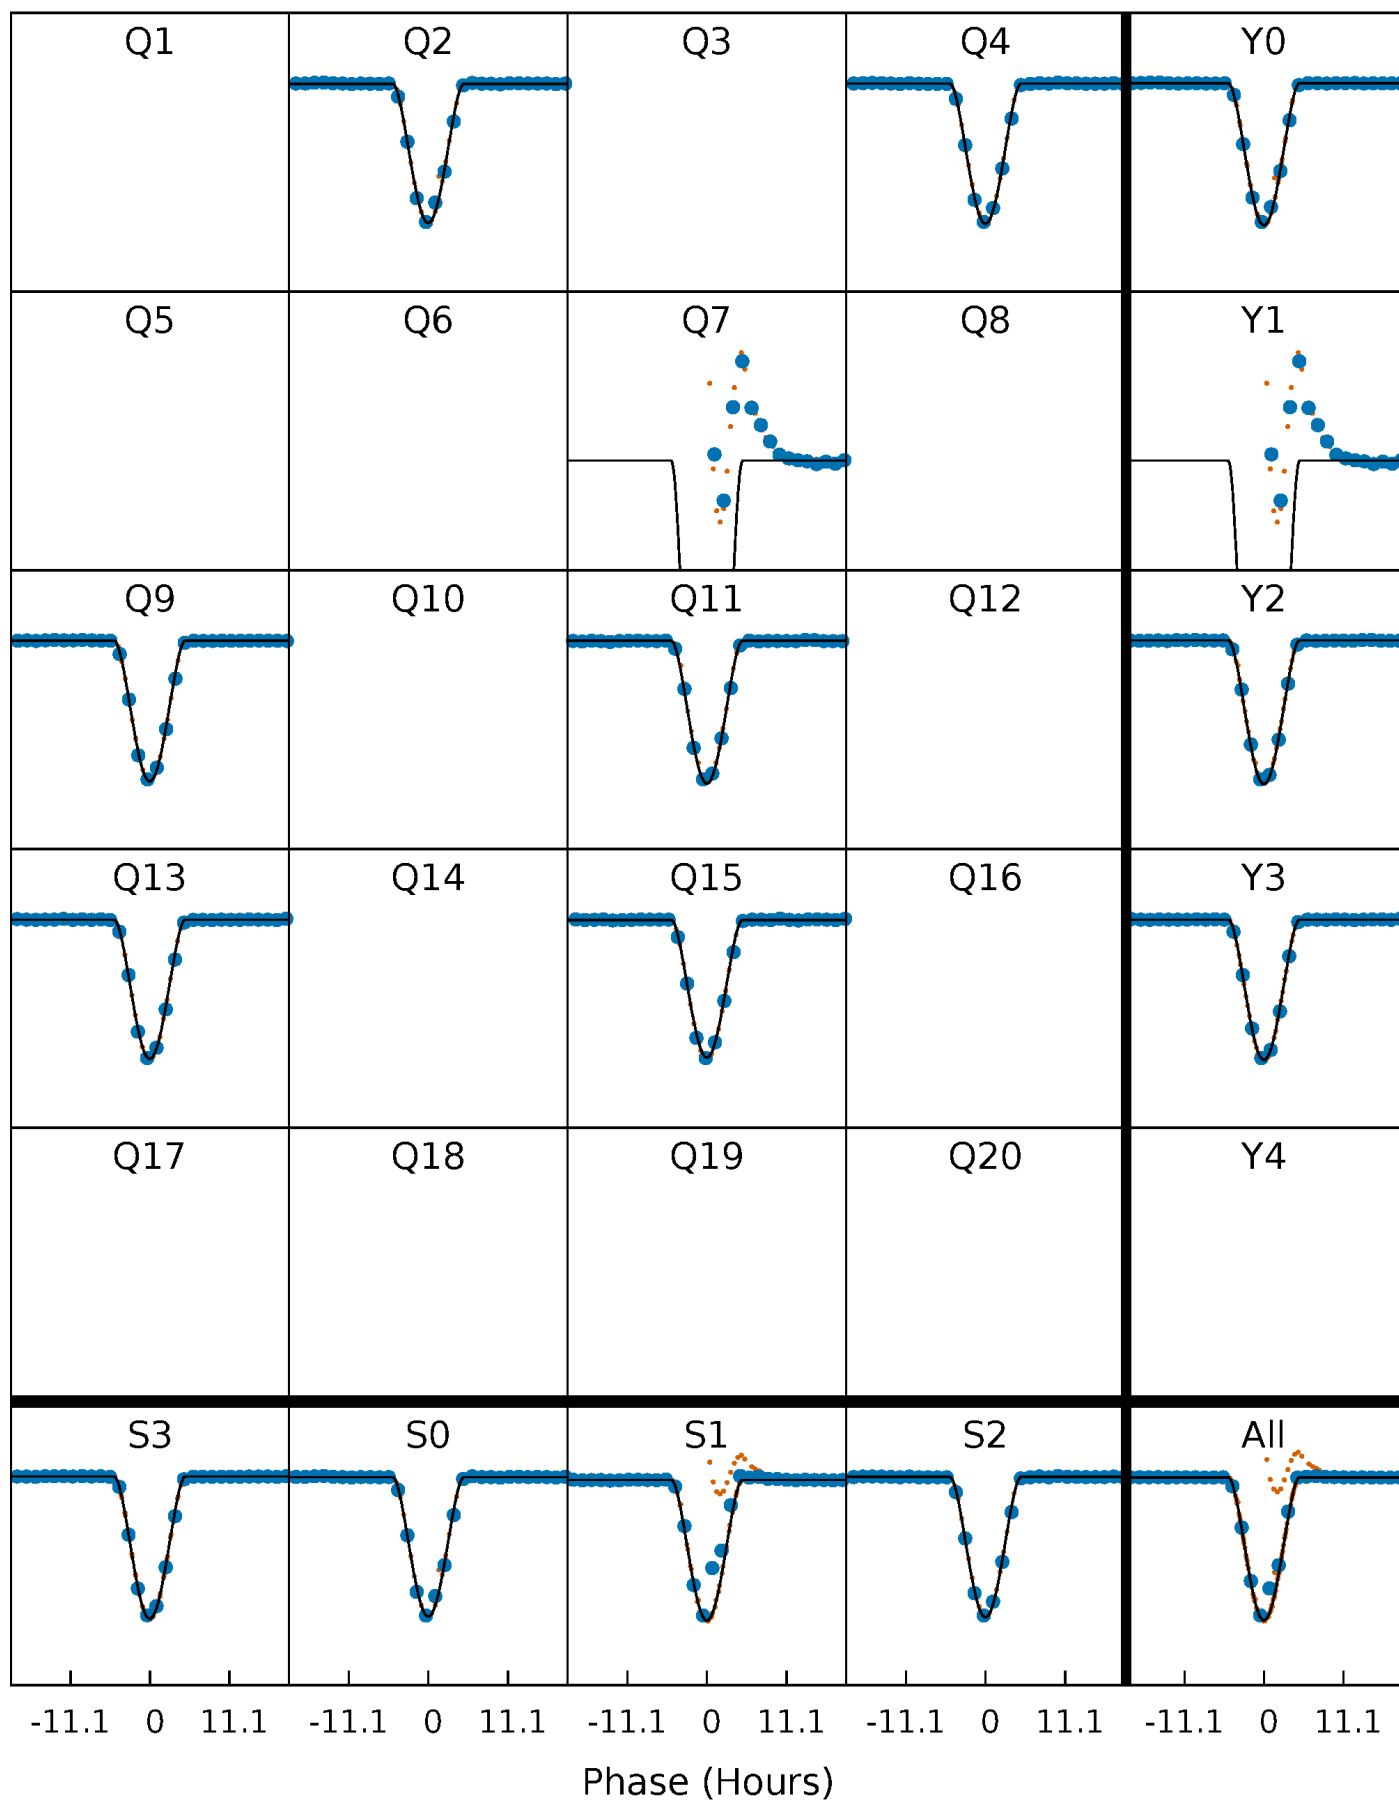 Q1 Q2 Q3 Q4 Y0
Q5 Q6 Q7 Q8 Y1
Q9 Q10 Q11 Q12 Y2
Q13 Q14 Q15 Q16 Y3
Q17 Q18 Q19 Q20 Y4
S3 S0 S1 S2 All
-11.1 0 11.1 -11.1 0 11.1 -11.1 0 11.1 -11.1 0 11.1 -11.1 0 11.1
Phase (Hours)